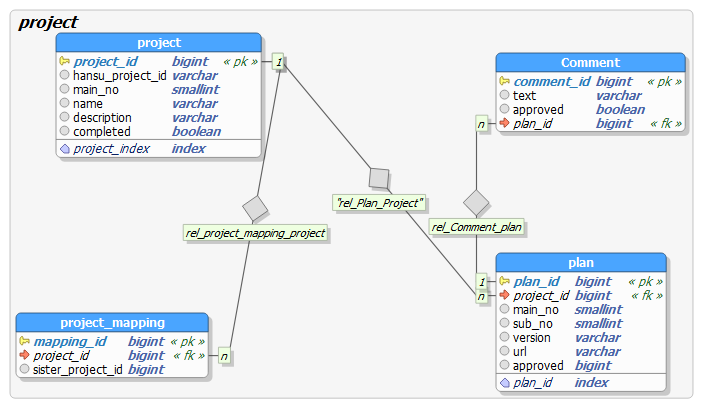 project
project
project_id bigint « pk »
hansu_project_id varchar
main_no smallint
name varchar
description varchar
completed boolean
project_index index
1
Comment
comment_id bigint « pk »
text varchar
approved boolean
plan_id bigint « fk »
n
"rel_Plan_Project"
rel_Comment_plan
rel_project_mapping_project
plan
1
plan_id bigint « pk »
n
project_id bigint « fk »
main_no smallint
sub_no smallint
version varchar
url varchar
approved bigint
plan_id index
project_mapping
mapping_id bigint « pk »
project_id bigint « fk »
n
sister_project_id bigint